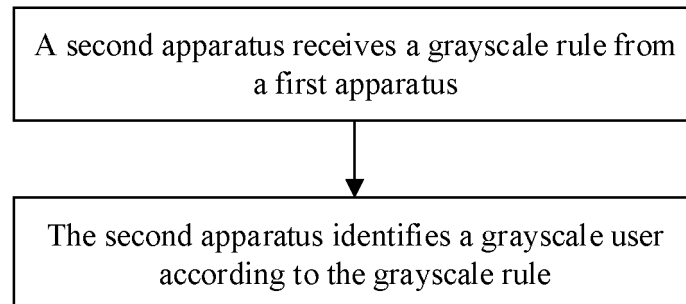 A second apparatus receives a grayscale rule from
a first apparatus
The second apparatus identifies a grayscale user
according to the grayscale rule